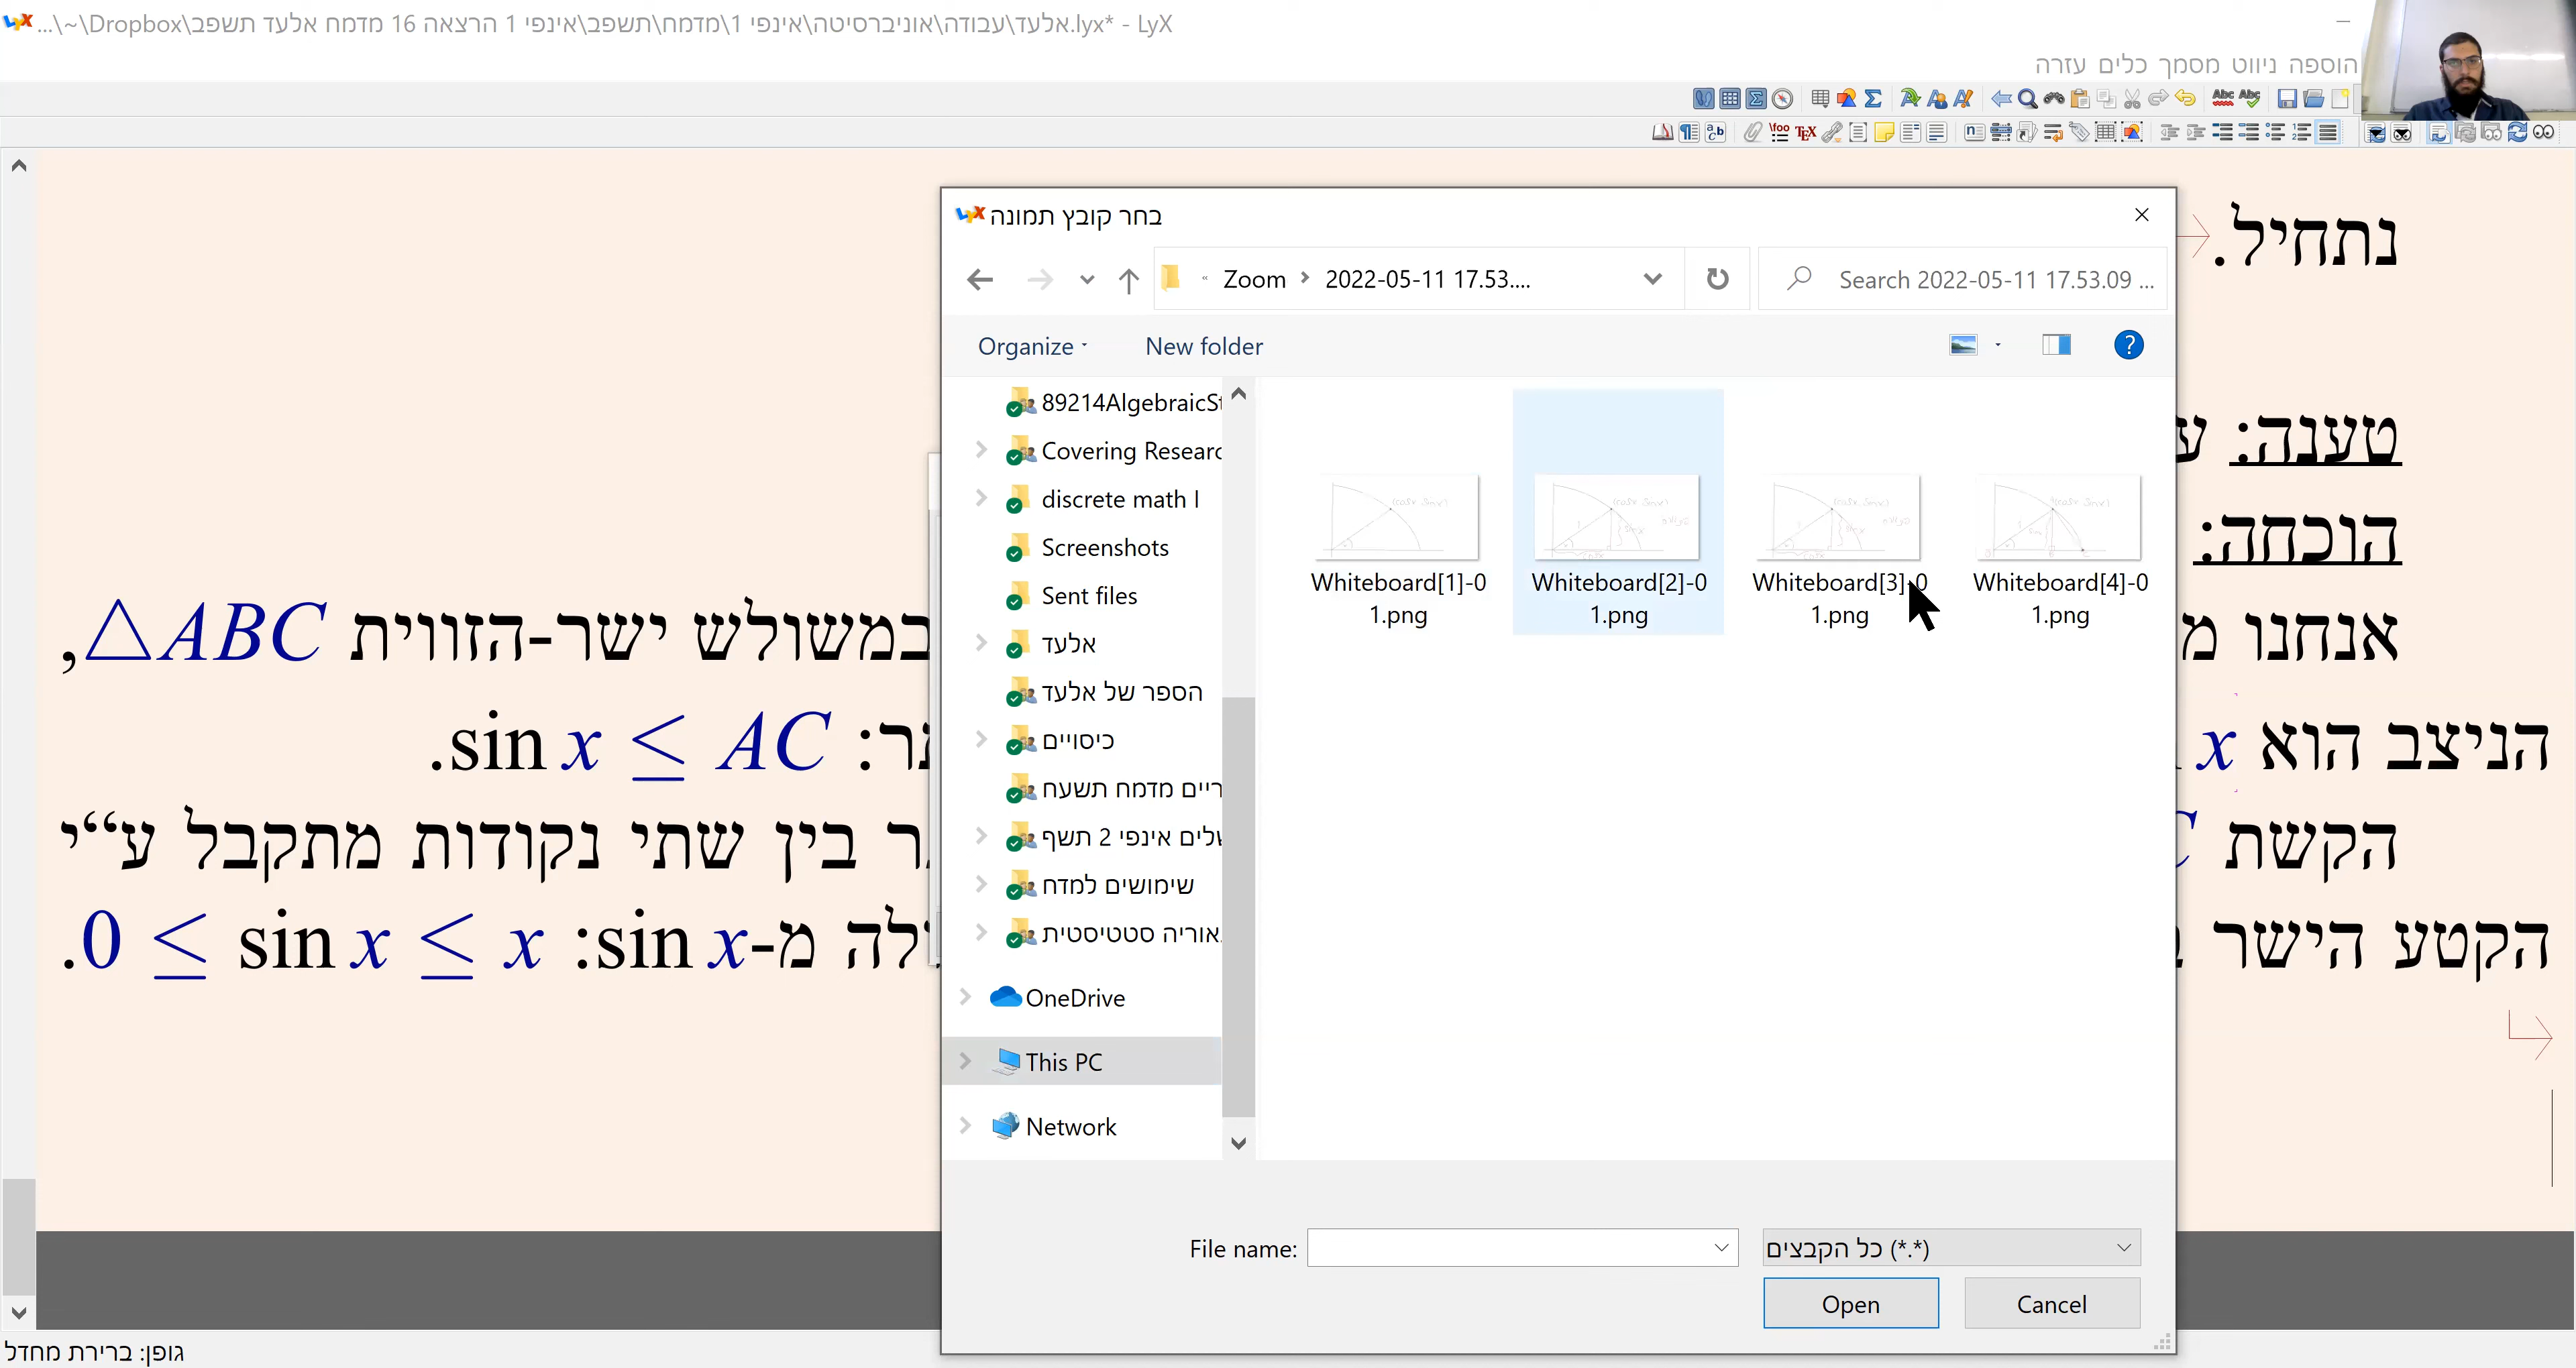 ...\~\Dropbox\אלעד\עבודה\אוניברסיטה\אינפי 1\מדמח\תשפב\אינפי 1 הרצאה 16 מדמח אלעד תשפב.lyx* - LyX
הוספה ניווט מסמך כלים עזרה
נתחיל.
טענה: ע
הוכחה:
אנחנו מ
במשולש ישר-הזווית △ABC,
הניצב הוא x
תר: sin x ≤ AC.
הקשת
ר בין שתי נקודות מתקבל ע“י
הקטע הישר
לה מ-sin x: 0 ≤ sin x ≤ x.
בחר קובץ תמונה
« Zoom > 2022-05-11 17.53....
Search 2022-05-11 17.53.09 ...
Organize
New folder
89214AlgebraicSt
Covering Researc
discrete math I
Screenshots
Sent files
אלעד
הספר של אלעד
כיסויים
ריים מדמח תשעח
שלים אינפי 2 תשף
שימושים למדח
אוריה סטטיסטית
OneDrive
This PC
Network
Whiteboard[1]-0
1.png
Whiteboard[2]-0
1.png
Whiteboard[3]-0
1.png
Whiteboard[4]-0
1.png
File name:
כל הקבצים (*.*)
Open
Cancel
גופן: ברירת מחדל